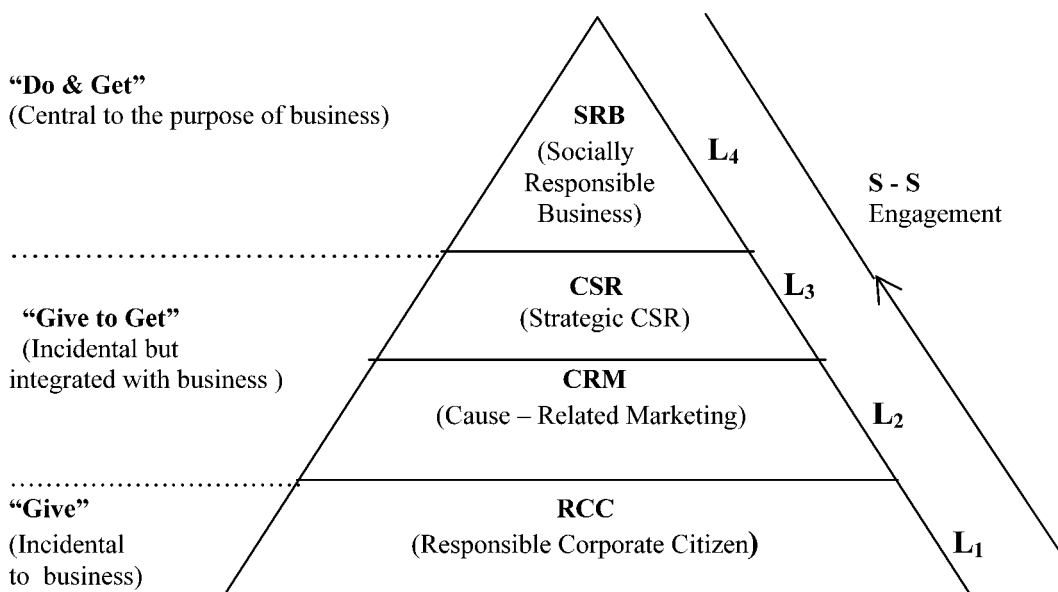 “Do & Get”
(Central to the purpose of business)
SRB
(Socially
Responsible
Business)
L₄
S - S
Engagement
“Give to Get”
(Incidental but
integrated with business )
CSR
(Strategic CSR)
L₃
CRM
(Cause – Related Marketing)
L₂
“Give”
(Incidental
to business)
RCC
(Responsible Corporate Citizen)
L₁